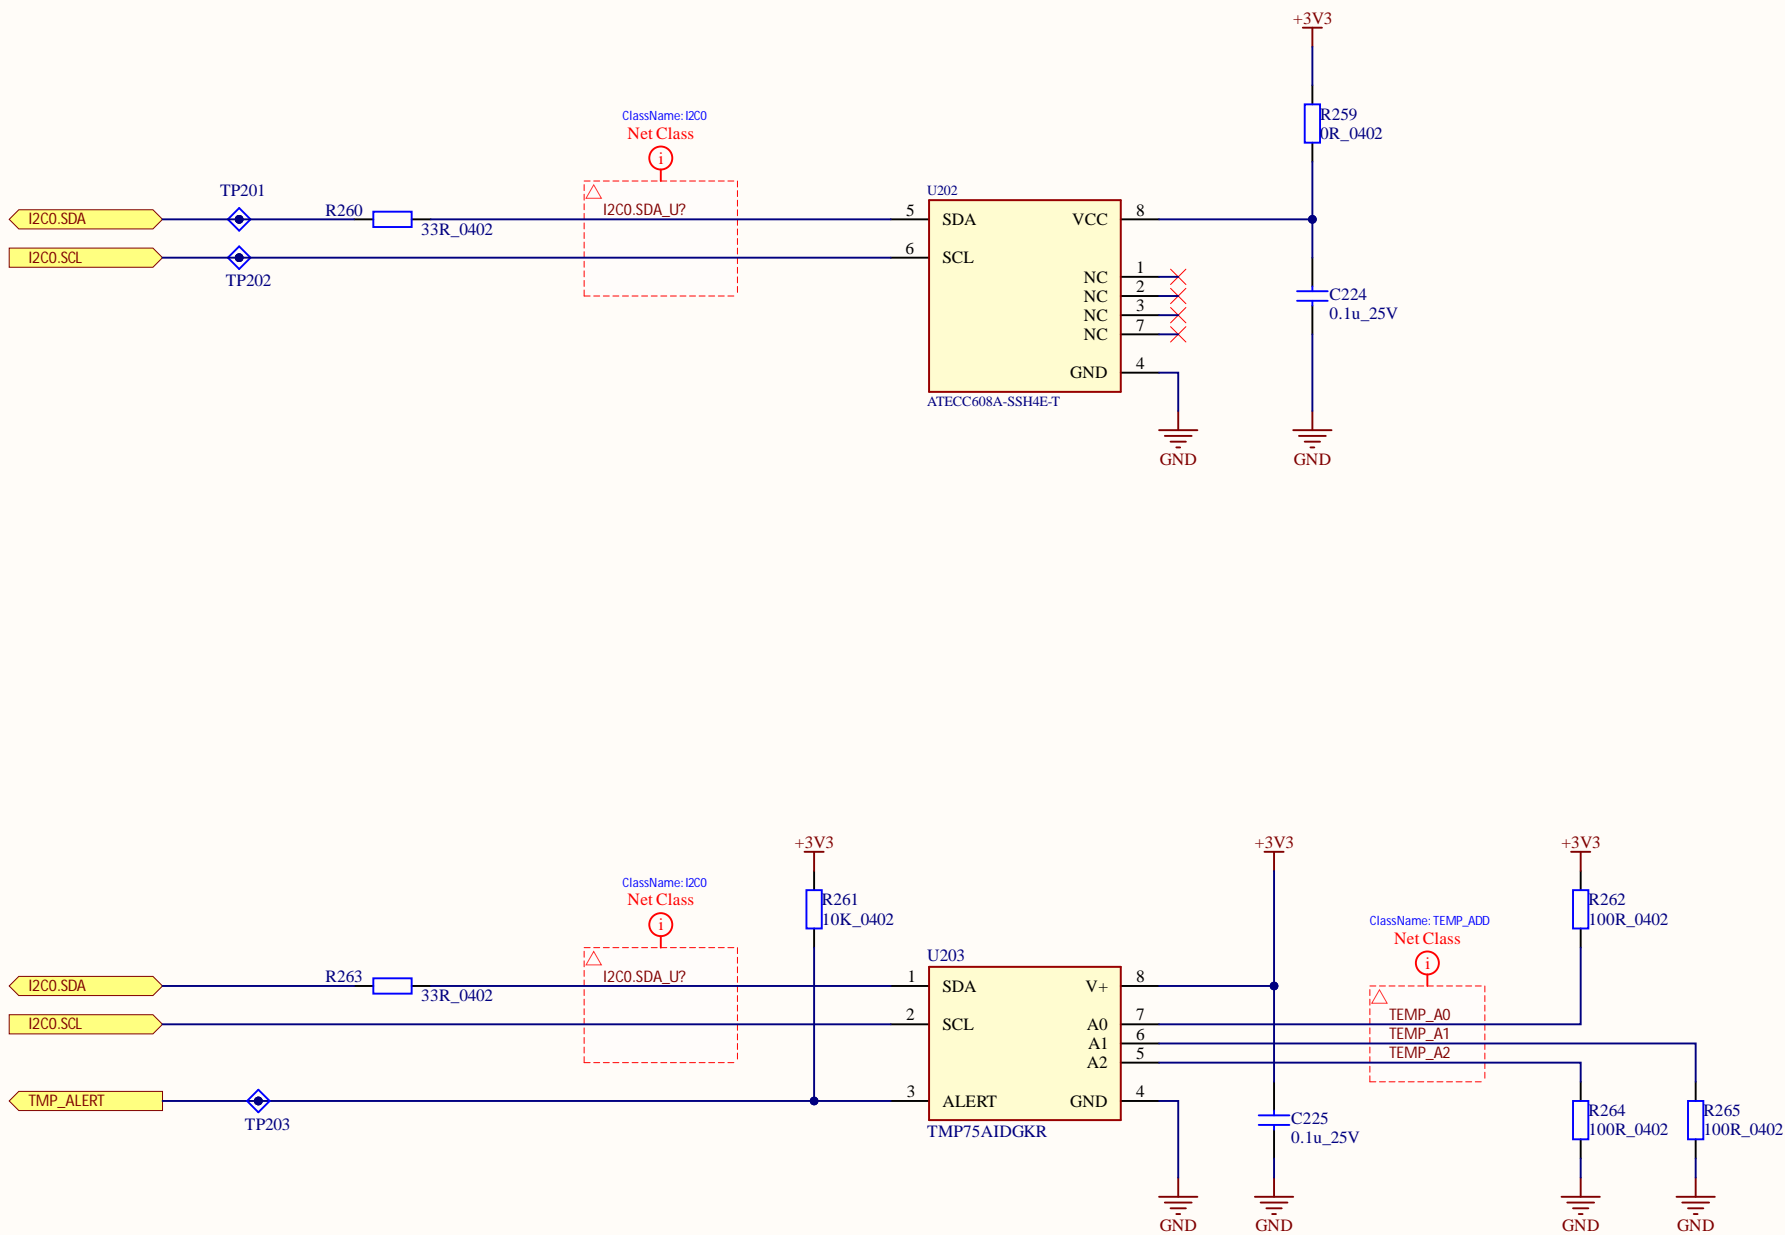 +3V3
R259
0R_0402
ClassName: I2C0
Net Class
i
TP201
I2C0.SDA
R260
33R_0402
I2C0.SDA_U?
I2C0.SCL
TP202
U202
5
SDA
VCC
8
6
SCL
NC
1
NC
2
NC
3
NC
7
GND
4
ATECC608A-SSH4E-T
C224
0.1u_25V
GND
GND
+3V3
+3V3
+3V3
R261
10K_0402
R262
100R_0402
ClassName: I2C0
Net Class
i
ClassName: TEMP_ADD
Net Class
i
I2C0.SDA
R263
33R_0402
I2C0.SDA_U?
I2C0.SCL
U203
1
SDA
V+
8
2
SCL
A0
7
TEMP_A0
A1
6
TEMP_A1
A2
5
TEMP_A2
TMP_ALERT
TP203
3
ALERT
GND
4
TMP75AIDGKR
C225
0.1u_25V
R264
100R_0402
R265
100R_0402
GND
GND
GND
GND